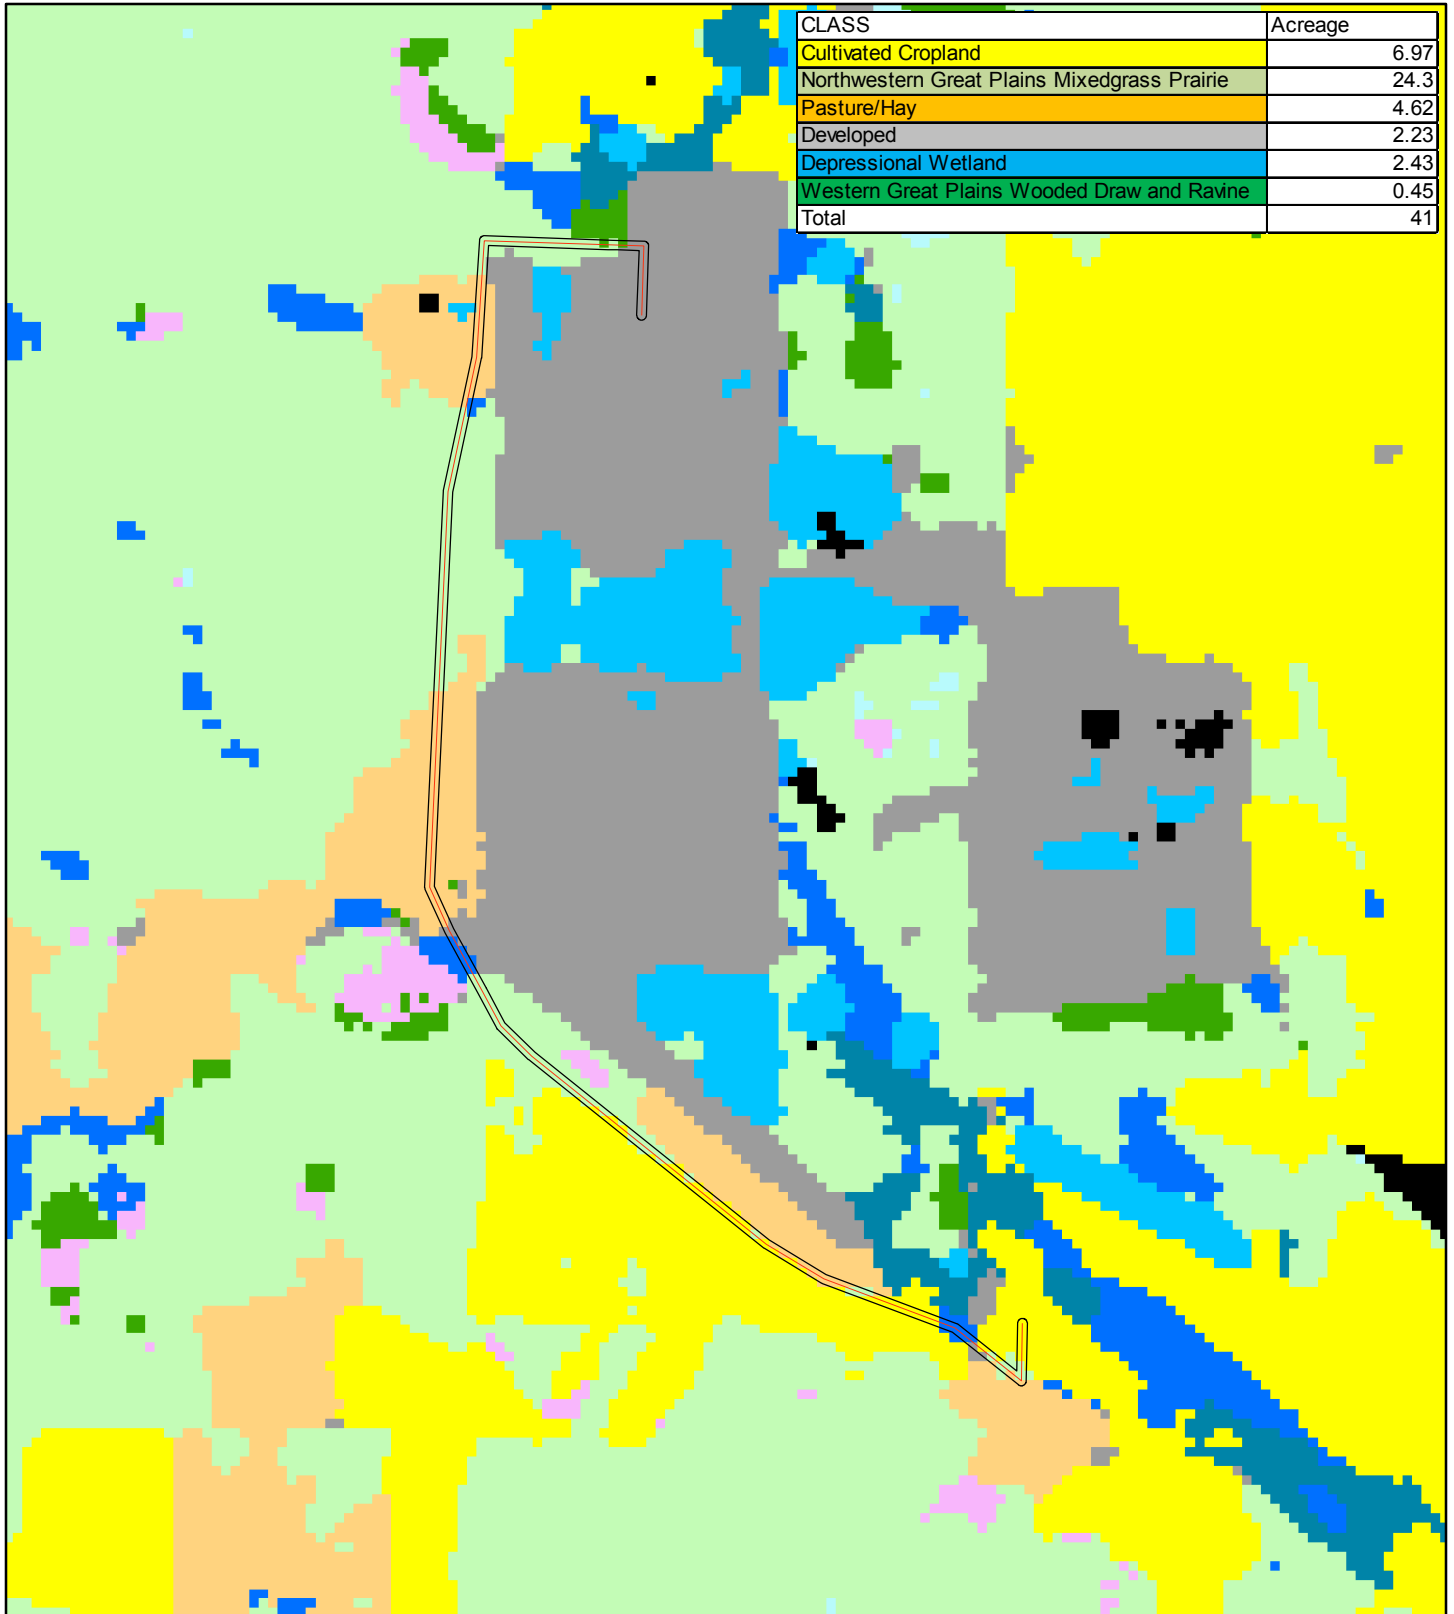 CLASS Acreage
Cultivated Cropland 6.97
Northwestern Great Plains Mixedgrass Prairie 24.3
Pasture/Hay 4.62
Developed 2.23
Depressional Wetland 2.43
Western Great Plains Wooded Draw and Ravine 0.45
Total 41